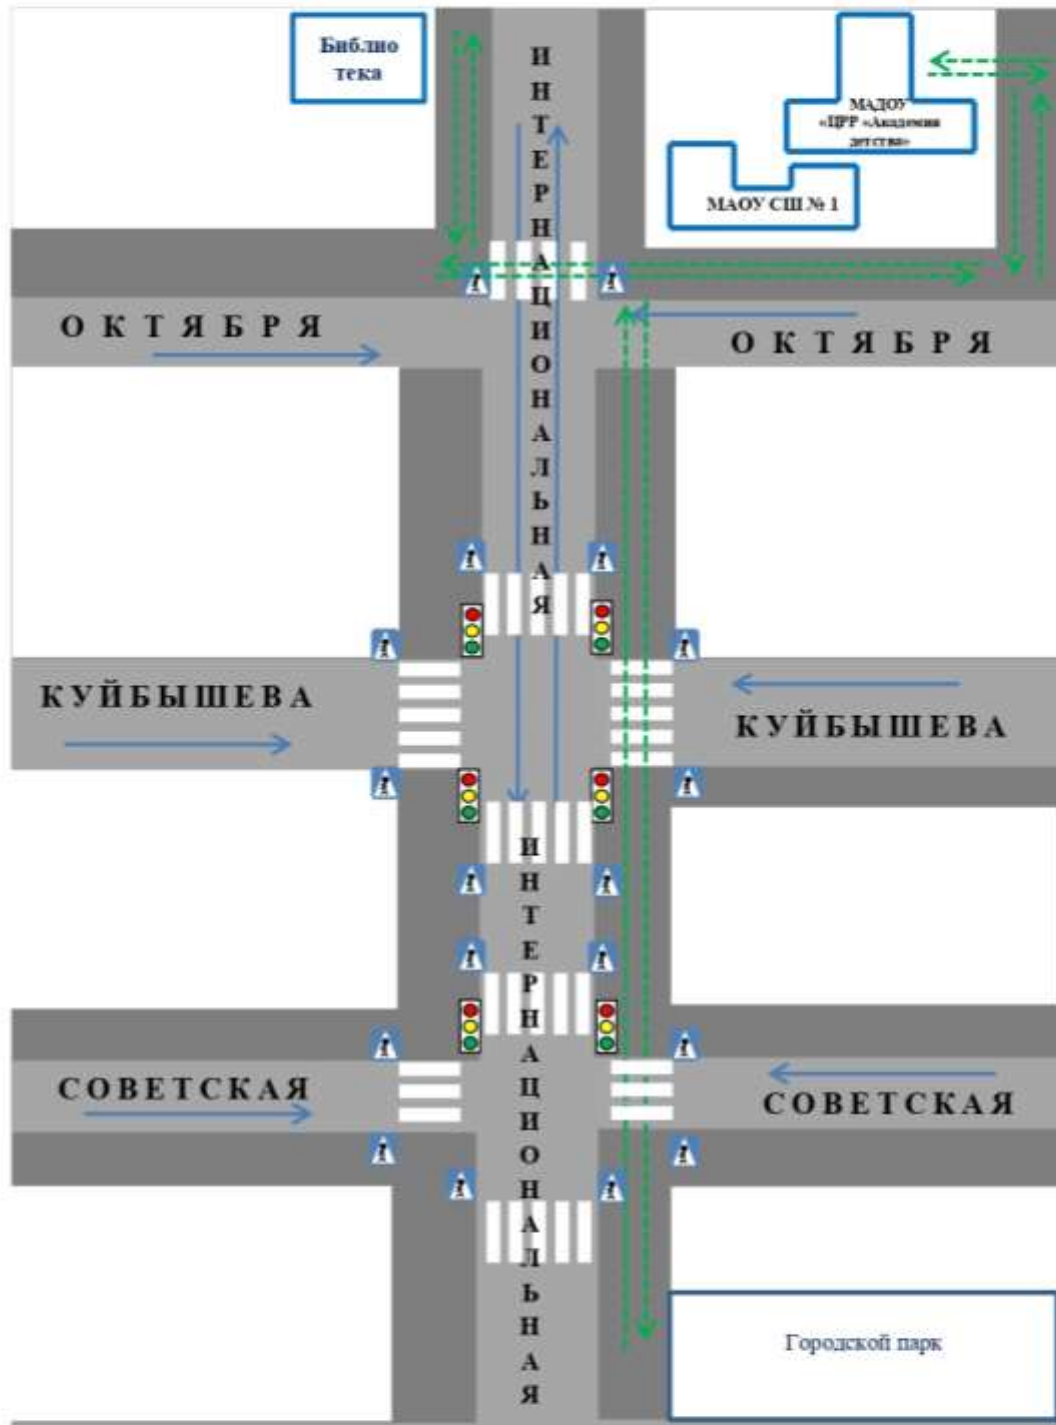 Библио
тека
МАДОУ
«ЦРР «Академия
детства»
МАОУ СШ № 1
ИНТЕРНАЦИОНАЛЬНАЯ
ОКТЯБРЯ
ОКТЯБРЯ
КУЙБЫШЕВА
КУЙБЫШЕВА
ИНТЕРНАЦИОНАЛЬНАЯ
СОВЕТСКАЯ
СОВЕТСКАЯ
Городской парк